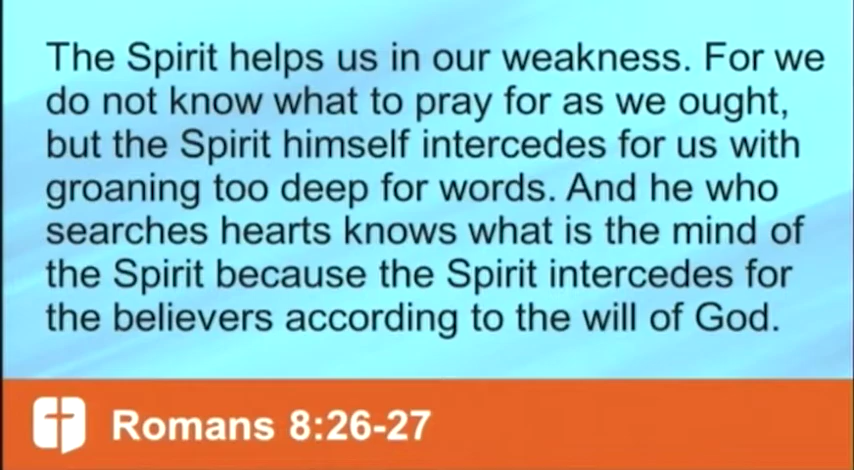 The Spirit helps us in our weakness. For we
do not know what to pray for as we ought,
but the Spirit himself intercedes for us with
groaning too deep for words. And he who
searches hearts knows what is the mind of
the Spirit because the Spirit intercedes for
the believers according to the will of God.
Romans 8:26-27